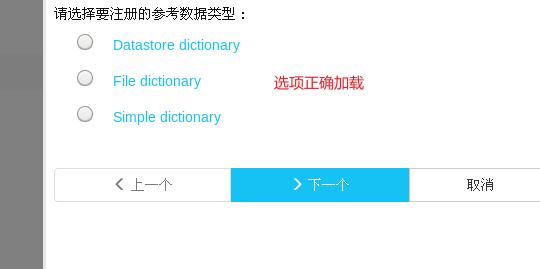 请选择要注册的参考数据类型：
Datastore dictionary
File dictionary
选项正确加载
Simple dictionary
上一个
下一个
取消